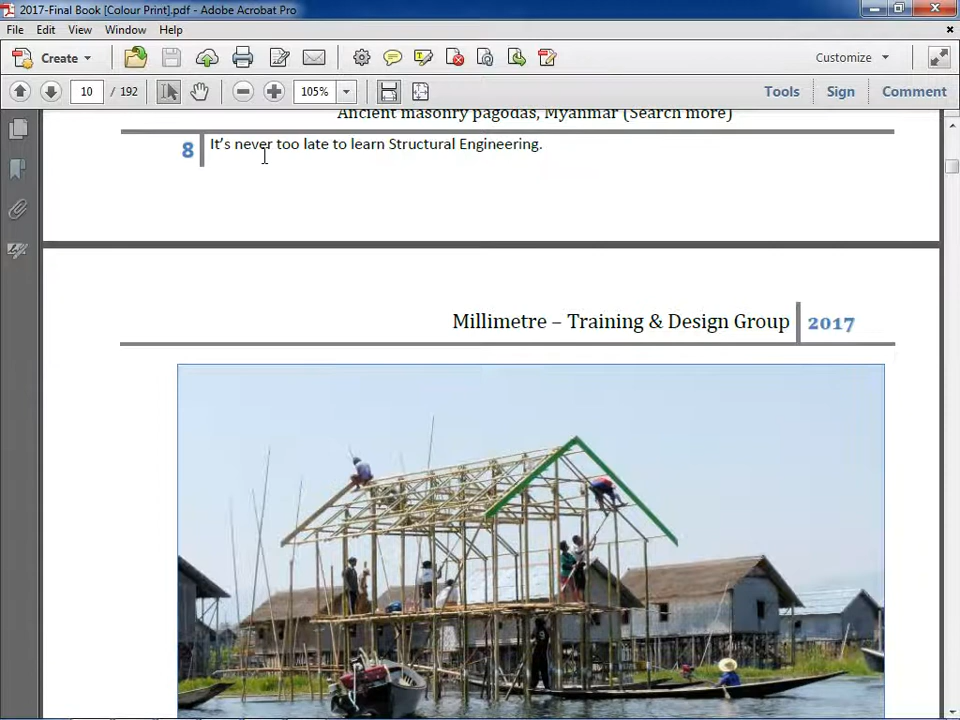 2017-Final Book [Colour Print].pdf - Adobe Acrobat Pro
File Edit View Window Help
Create Customize
10 / 192 105% Tools Sign Comment
Ancient masonry pagodas, Myanmar (Search more)
8 It's never too late to learn Structural Engineering.
Millimetre – Training & Design Group 2017